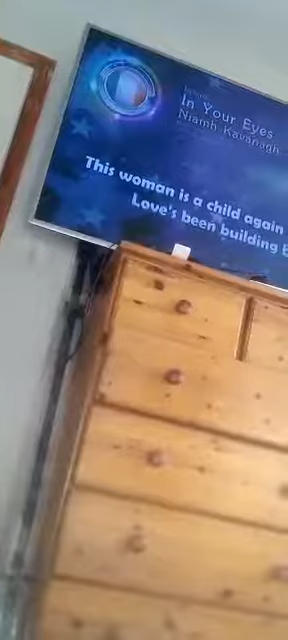 In Your Eyes
Niamh Kavanagh
This woman is a child again
Love's been building